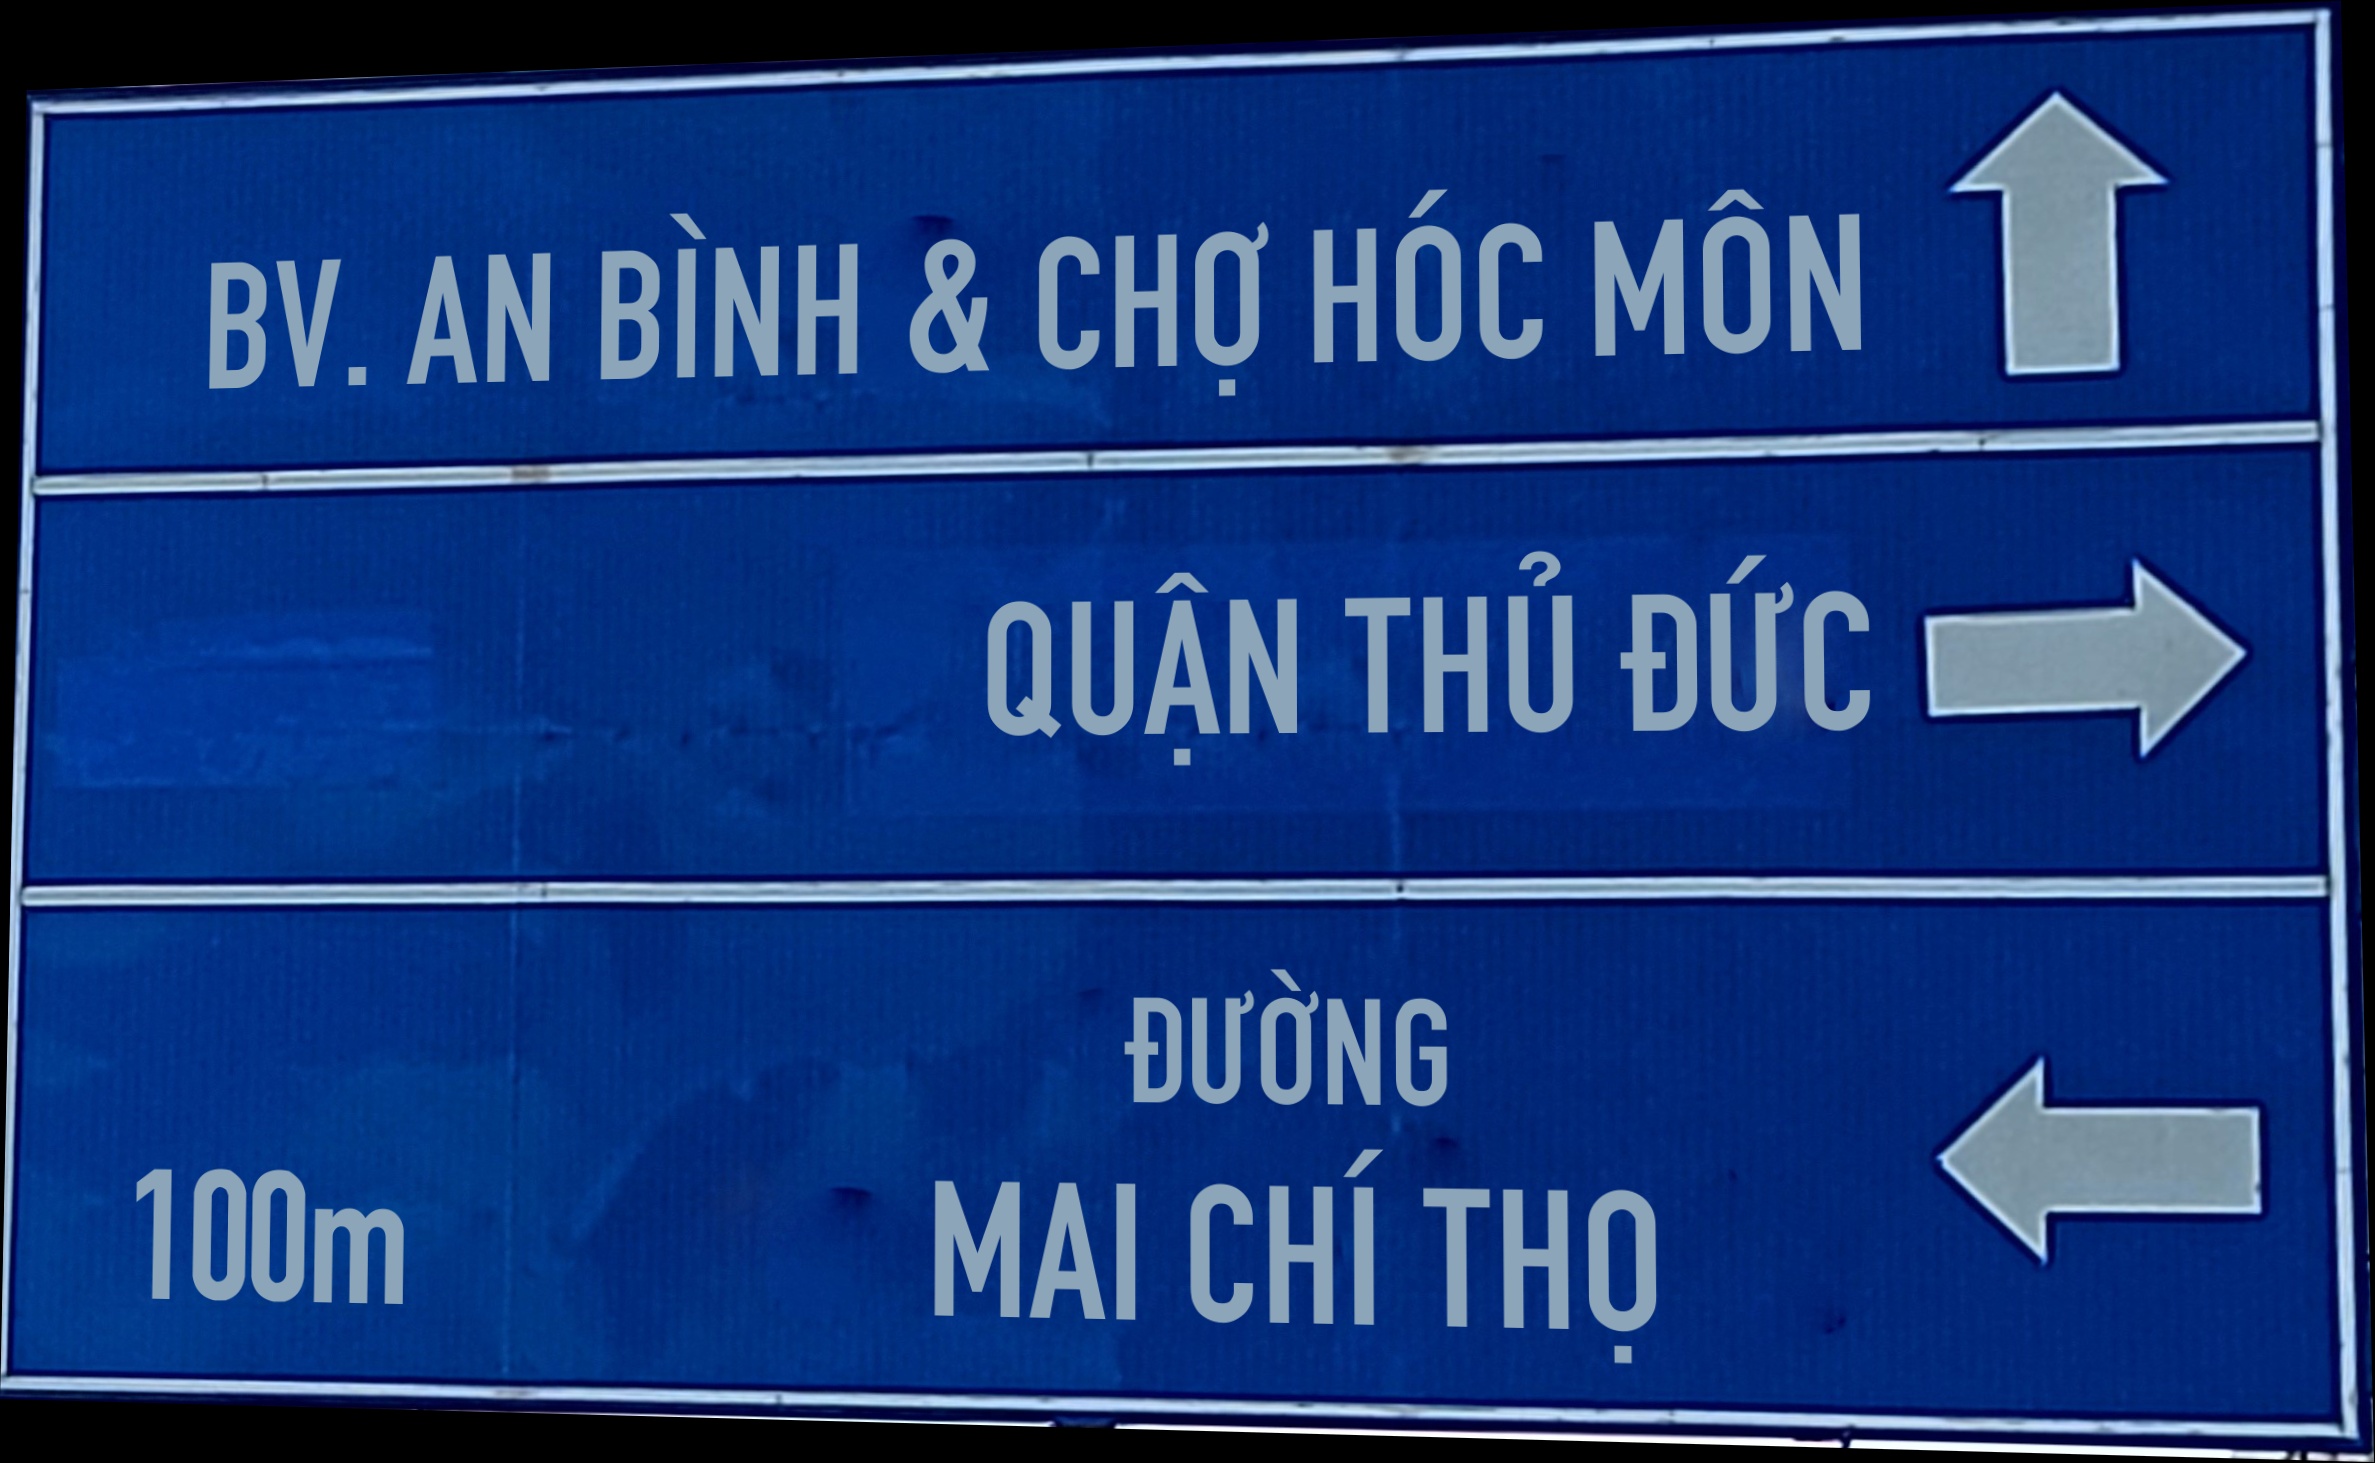 BV. AN BÌNH & CHỢ HÓC MÔN
QUẬN THỦ ĐỨC
ĐƯỜNG
MAI CHÍ THỌ
100m